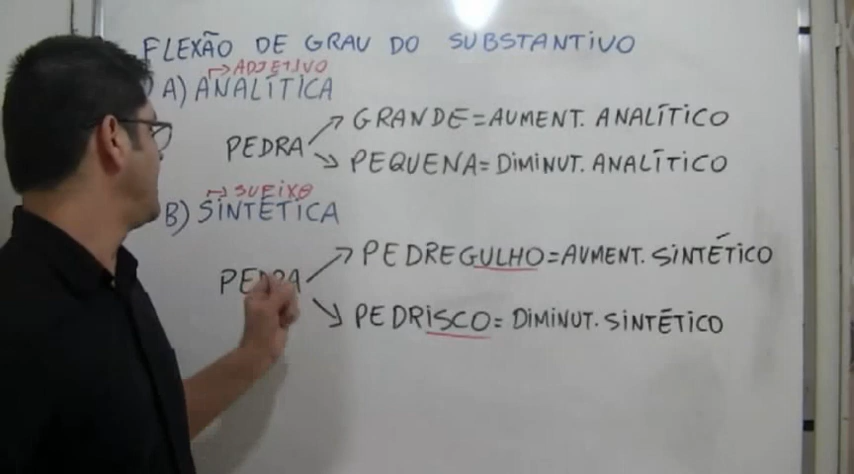 FLEXÃO DE GRAU DO SUBSTANTIVO
→ADJETIVO
A) ANALÍTICA
GRANDE = AUMENT. ANALÍTICO
PEDRA
PEQUENA = DIMINUT. ANALÍTICO
→SUFIXO
B) SINTÉTICA
PEDREGULHO = AUMENT. SINTÉTICO
PEDRA
PEDRISCO = DIMINUT. SINTÉTICO